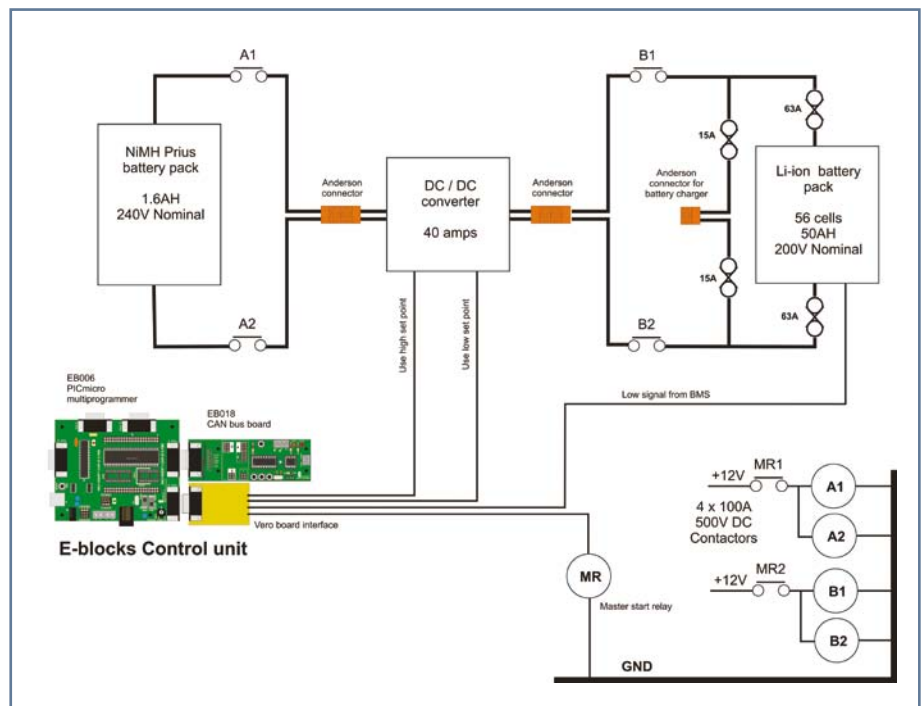 A1
B1
63A
15A
NiMH Prius
battery pack
1.6AH
240V Nominal
Anderson
connector
DC / DC
converter
40 amps
Anderson
connector
Anderson
connector for
battery charger
Li-ion battery
pack
56 cells
50AH
200V Nominal
15A
63A
A2
B2
Use high set point
Use low set point
Low signal from BMS
EB006
PICmicro
multiprogrammer
EB018
CAN bus board
Vero board interface
E-blocks Control unit
MR
Master start relay
+12V
MR1
A1
4 x 100A
500V DC
Contactors
A2
+12V
MR2
B1
B2
GND